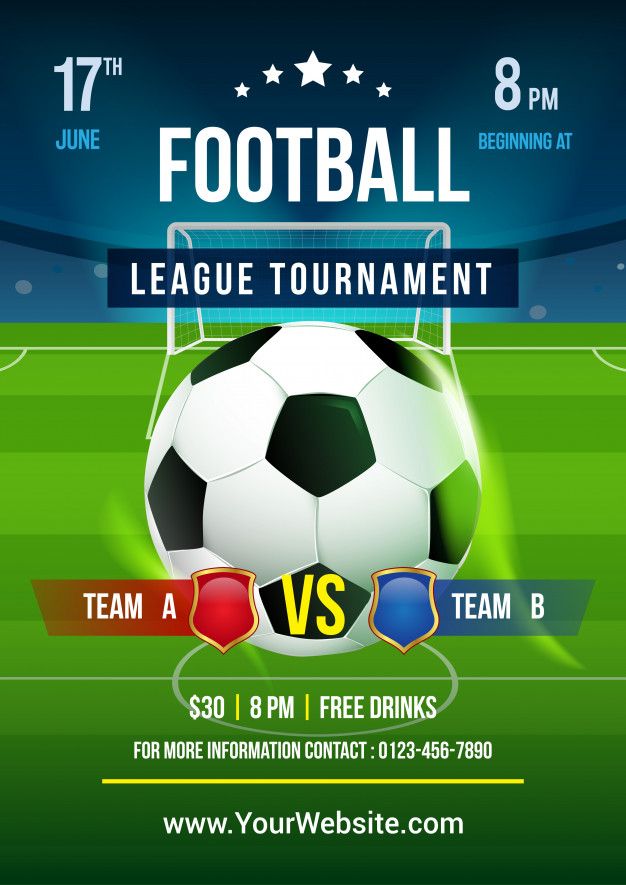 17TH
JUNE
8 PM
BEGINNING AT
FOOTBALL
LEAGUE TOURNAMENT
TEAM A
VS
TEAM B
$30 | 8 PM | FREE DRINKS
FOR MORE INFORMATION CONTACT : 0123-456-7890
www.YourWebsite.com